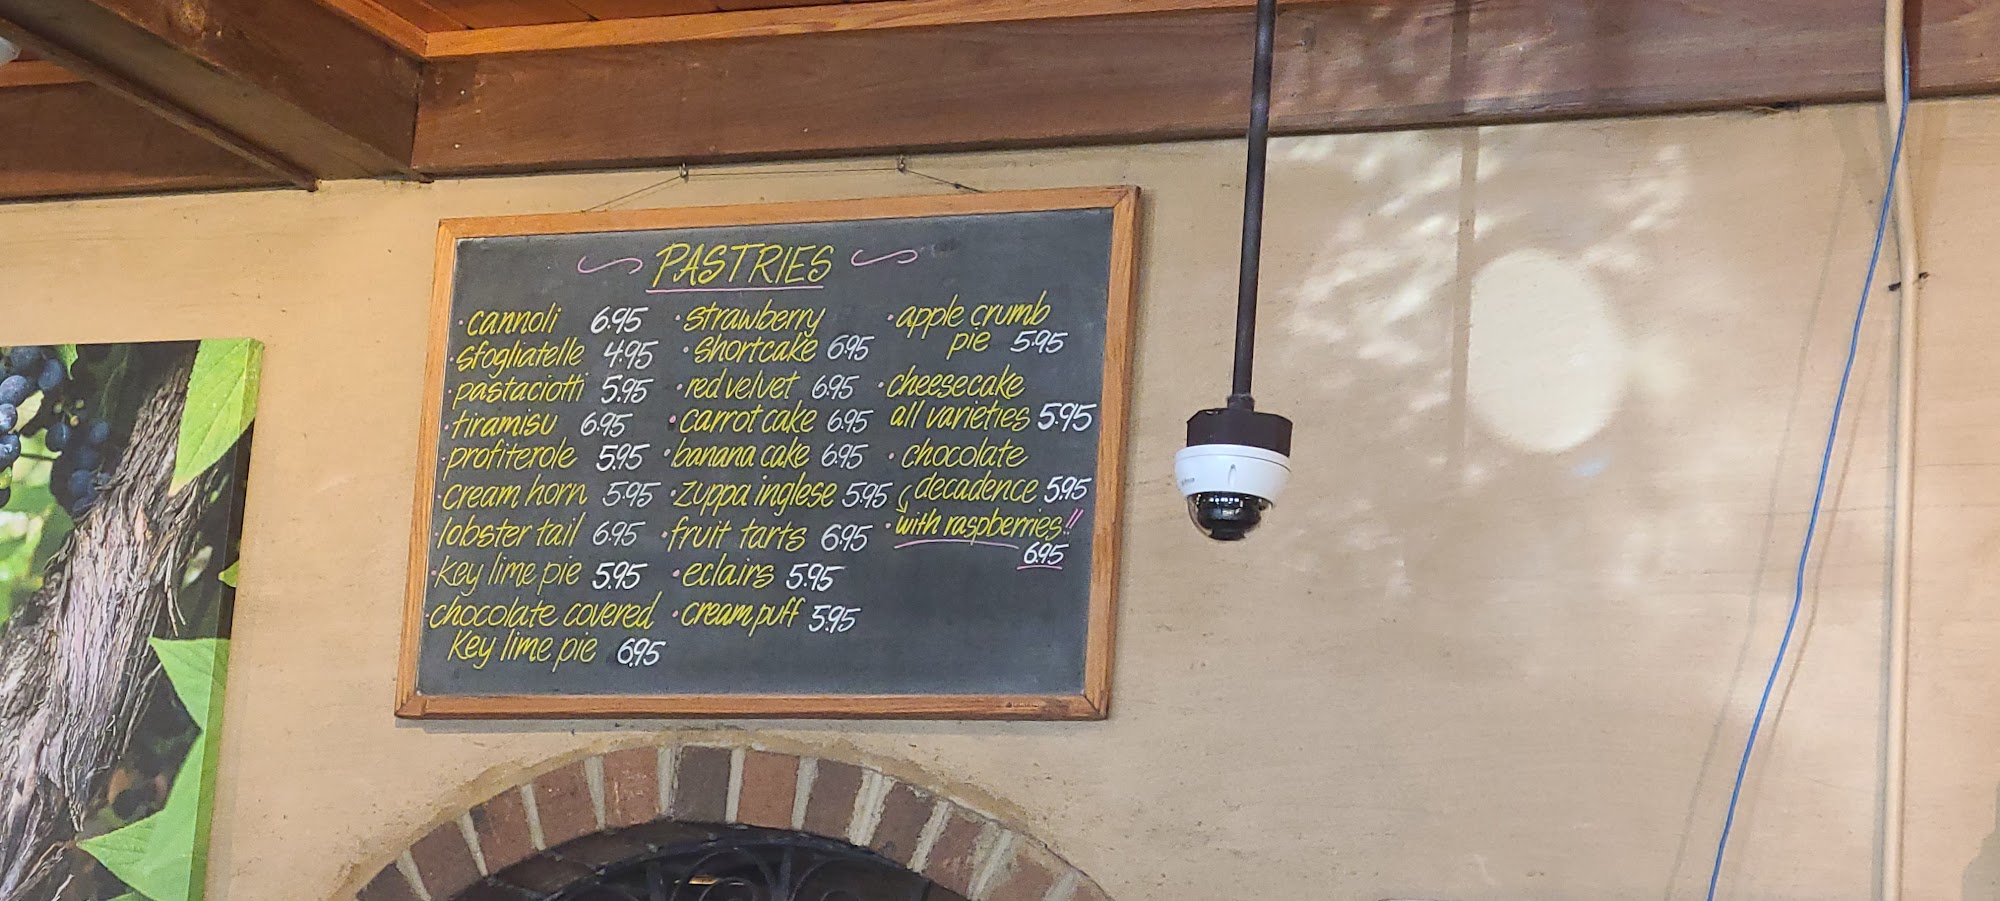 PASTRIES
· cannoli 6.95
· sfogliatelle 4.95
· pastaciotti 5.95
· tiramisu 6.95
· profiterole 5.95
· cream horn 5.95
· lobster tail 6.95
· key lime pie 5.95
· chocolate covered
key lime pie 6.95
· strawberry
· shortcake 6.95
· red velvet 6.95
· carrot cake 6.95
· banana cake 6.95
· zuppa inglese 5.95
· fruit tarts 6.95
· eclairs 5.95
· cream puff 5.95
· apple crumb
pie 5.95
· cheesecake
all varieties 5.95
· chocolate
decadence 5.95
· with raspberries!!
6.95